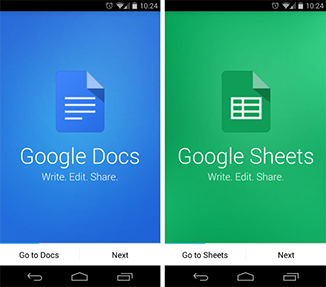 10:24
Google Docs
Write. Edit. Share.
Go to Docs
Next
10:24
Google Sheets
Write. Edit. Share.
Go to Sheets
Next